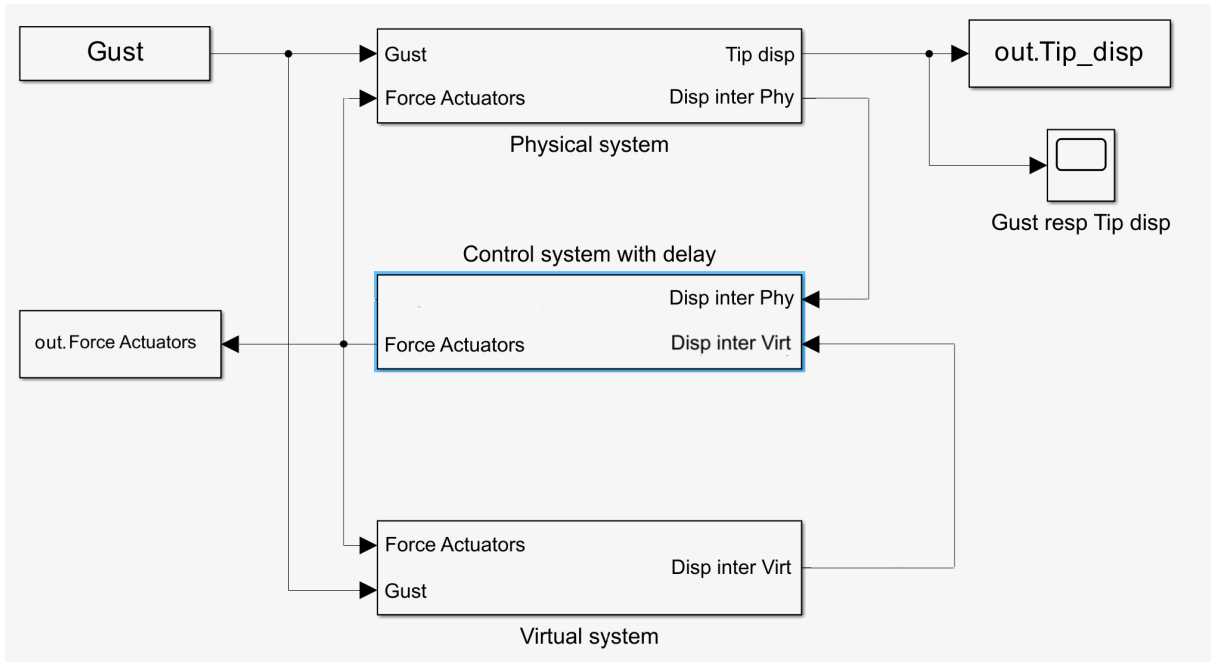 Gust
Gust
Tip disp
out.Tip_disp
Force Actuators
Disp inter Phy
Physical system
Gust resp Tip disp
Control system with delay
Disp inter Phy
out.Force Actuators
Force Actuators
Disp inter Virt
Force Actuators
Disp inter Virt
Gust
Virtual system